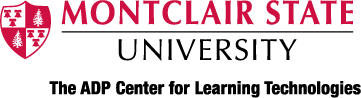 MONTCLAIR STATE
UNIVERSITY
The ADP Center for Learning Technologies